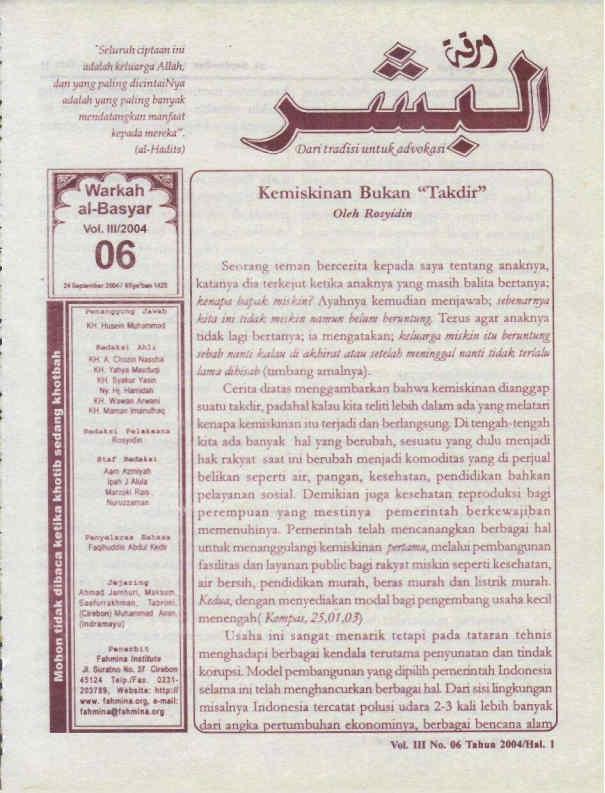 "Seluruh ciptaan ini
adalah keluarga Allah,
dan yang paling dicintaiNya
adalah yang paling banyak
mendatangkan manfaat
kepada mereka".
(al-Hadits)
ورقة
البشر
Dari tradisi untuk advokasi
Warkah
al-Basyar
Vol. III/2004
06
24 September 2004/ 9Sya'ban 1425
Mohon tidak dibaca ketika khotib sedang khotbah
Penanggung Jawab
KH. Husein Muhammad
Redaksi Ahli
KH. A. Chozin Nasuha
KH. Yahya Masduqi
KH. Syakur Yasin
Ny. Hj. Hamidah
KH. Wawan Arwani
KH. Maman Imanulhaq
Redaksi Pelaksana
Rosyidin
Staf Redaksi
Aam Azmiyah
Ipah J Alula
Marzuki Rais
Nuruzzaman
Penyelaras Bahasa
Faqihuddin Abdul Kodir
Jejaring
Ahmad Jamhuri, Maksum,
Saefurrakhman, Tabroni,
(Cirebon) Muhammad Amin,
(Indramayu)
Penerbit
Fahmina Institute
Jl. Suratno No. 37 Cirebon
45124 Telp./Fax. 0231-
203789, Website: http://
www. fahmina.org, e-mail:
fahmina@fahmina.org
Kemiskinan Bukan "Takdir"
Oleh Rosyidin
Seorang teman bercerita kepada saya tentang anaknya,
katanya dia terkejut ketika anaknya yang masih balita bertanya;
kenapa bapak miskin? Ayahnya kemudian menjawab; sebenarnya
kita ini tidak meskin namun belum beruntung. Terus agar anaknya
tidak lagi bertanya; ia mengatakan; keluarga miskin itu beruntung
sebab nanti kalau di akhirat atau setelah meninggal nanti tidak terlalu
lama dihisab (timbang amalnya).
Cerita diatas menggambarkan bahwa kemiskinan dianggap
suatu takdir, padahal kalau kita teliti lebih dalam ada yang melatari
kenapa kemiskinan itu terjadi dan berlangsung. Di tengah-tengah
kita ada banyak hal yang berubah, sesuatu yang dulu menjadi
hak rakyat saat ini berubah menjadi komoditas yang di perjual
belikan seperti air, pangan, kesehatan, pendidikan bahkan
pelayanan sosial. Demikian juga kesehatan reproduksi bagi
perempuan yang mestinya pemerintah berkewajiban
memenuhinya. Pemerintah telah mencanangkan berbagai hal
untuk menanggulangi kemiskinan pertama, melalui pembangunan
fasilitas dan layanan public bagi rakyat miskin seperti kesehatan,
air bersih, pendidikan murah, beras murah dan listrik murah.
Kedua, dengan menyediakan modal bagi pengembang usaha kecil
menengah( Kompas, 25,01,03)
Usaha ini sangat menarik tetapi pada tataran tehnis
menghadapi berbagai kendala terutama penyunatan dan tindak
korupsi. Model pembangunan yang dipilih pemerintah Indonesia
selama ini telah menghancurkan berbagai hal. Dari sisi lingkungan
misalnya Indonesia tercatat polusi udara 2-3 kali lebih banyak
dari angka pertumbuhan ekonominya, berbagai bencana alam
Vol. III No. 06 Tahun 2004/Hal. 1